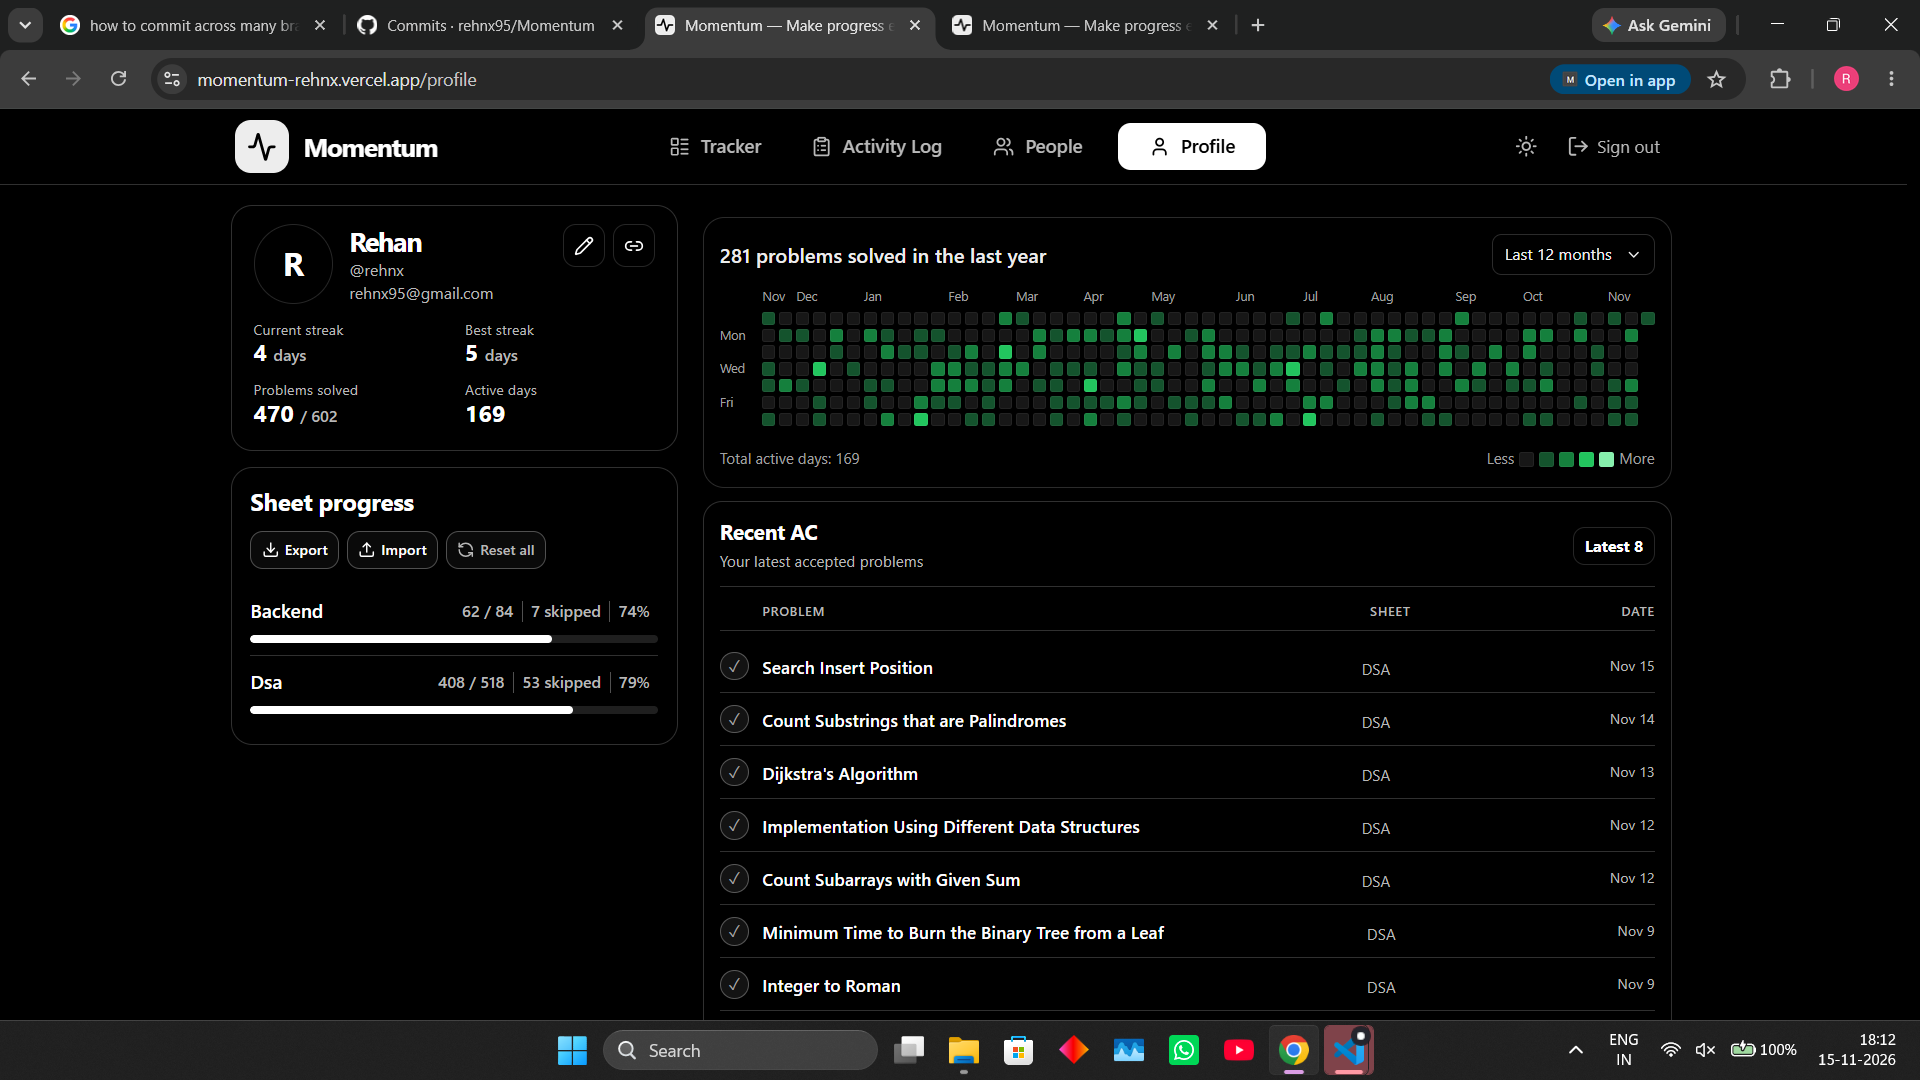 how to commit across many bra
Commits · rehnx95/Momentum
Momentum — Make progress e
Momentum — Make progress e
Ask Gemini
momentum-rehnx.vercel.app/profile
M Open in app
R
Momentum
Tracker
Activity Log
People
Profile
Sign out
R
Rehan
@rehnx
rehnx95@gmail.com
Current streak
4 days
Best streak
5 days
Problems solved
470 / 602
Active days
169
Sheet progress
Export
Import
Reset all
Backend
62 / 84 | 7 skipped | 74%
Dsa
408 / 518 | 53 skipped | 79%
281 problems solved in the last year
Last 12 months
Nov Dec Jan Feb Mar Apr May Jun Jul Aug Sep Oct Nov
Mon
Wed
Fri
Total active days: 169
Less More
Recent AC
Your latest accepted problems
Latest 8
PROBLEM SHEET DATE
Search Insert Position DSA Nov 15
Count Substrings that are Palindromes DSA Nov 14
Dijkstra's Algorithm DSA Nov 13
Implementation Using Different Data Structures DSA Nov 12
Count Subarrays with Given Sum DSA Nov 12
Minimum Time to Burn the Binary Tree from a Leaf DSA Nov 9
Integer to Roman DSA Nov 9
Search
ENG
IN
100%
18:12
15-11-2026